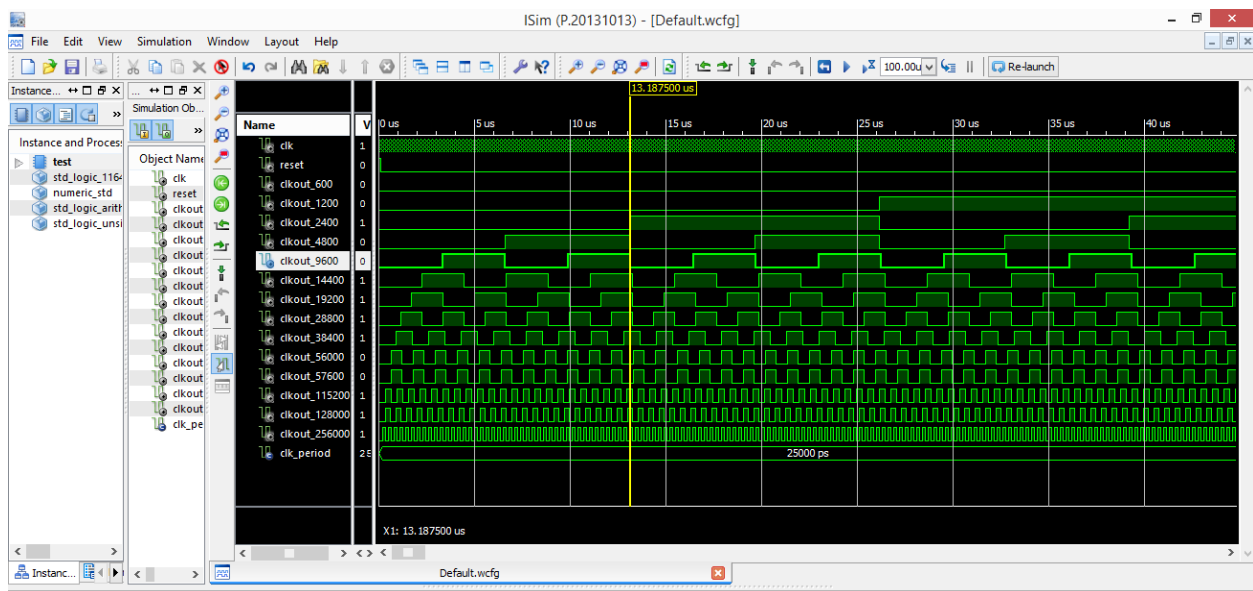 ISim (P.20131013) - [Default.wcfg]
File Edit View Simulation Window Layout Help
100.00u
Re-launch
Instance...
Instance and Process
test
std_logic_1164
numeric_std
std_logic_arith
std_logic_unsi
Instanc...
...
Simulation Ob...
Object Name
clk
reset
clkout
clkout
clkout
clkout
clkout
clkout
clkout
clkout
clkout
clkout
clkout
clkout
clkout
clkout
clk_pe
Name V
clk 1
reset 0
clkout_600 0
clkout_1200 0
clkout_2400 1
clkout_4800 0
clkout_9600 0
clkout_14400 1
clkout_19200 1
clkout_28800 1
clkout_38400 1
clkout_56000 0
clkout_57600 0
clkout_115200 1
clkout_128000 1
clkout_256000 1
clk_period 25
13.187500 us
0 us 5 us 10 us 15 us 20 us 25 us 30 us 35 us 40 us
25000 ps
X1: 13.187500 us
Default.wcfg